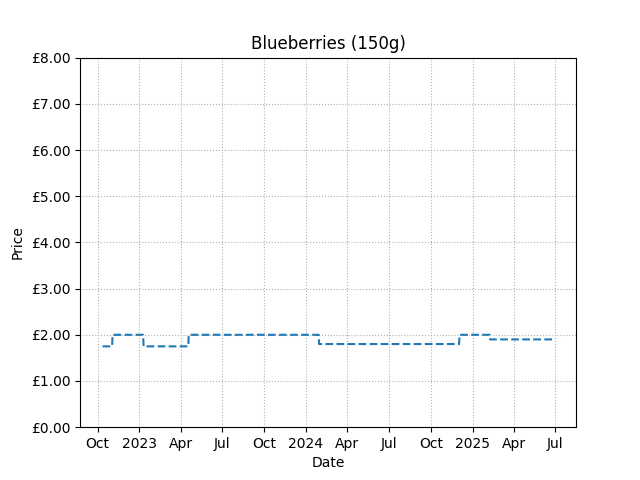 Blueberries (150g)
£8.00
£7.00
£6.00
£5.00
£4.00
£3.00
£2.00
£1.00
£0.00
Price
Oct 2023 Apr Jul Oct 2024 Apr Jul Oct 2025 Apr Jul
Date